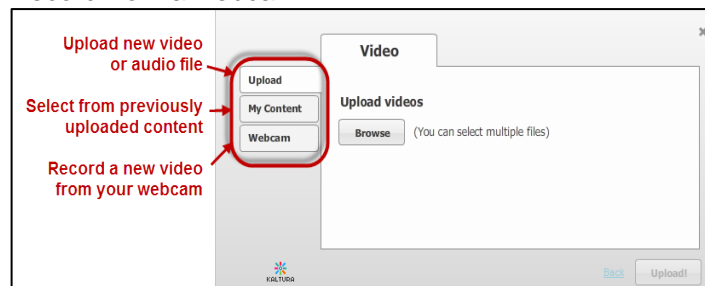 Upload new video
or audio file
Select from previously
uploaded content
Record a new video
from your webcam
Video
Upload
My Content
Webcam
Upload videos
Browse (You can select multiple files)
KALTURA
Back Upload!